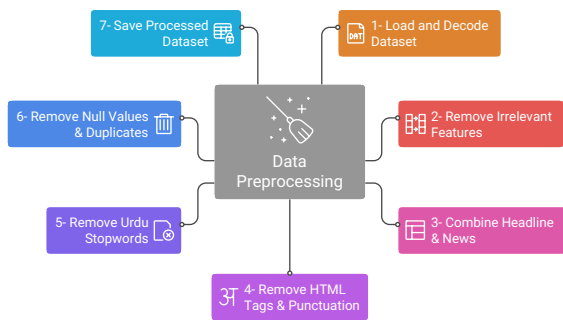 7- Save Processed
Dataset
1- Load and Decode
Dataset
DAT
6- Remove Null Values
& Duplicates
2- Remove Irrelevant
Features
Data
Preprocessing
5- Remove Urdu
Stopwords
3- Combine Headline
& News
अ
4- Remove HTML
Tags & Punctuation